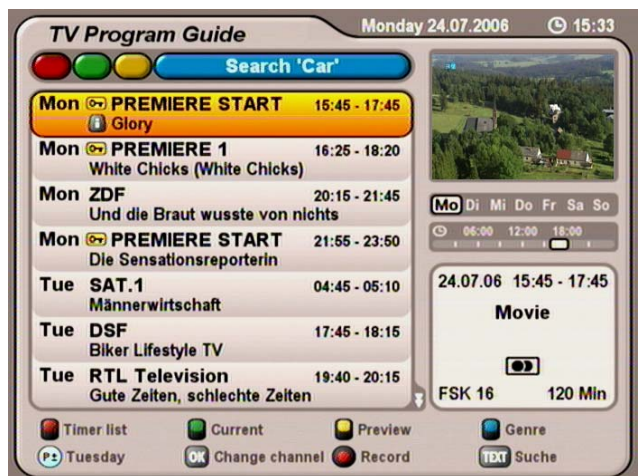 TV Program Guide
Monday 24.07.2006 15:33
Search 'Car'
Mon PREMIERE START 15:45 - 17:45
Glory
Mon PREMIERE 1 16:25 - 18:20
White Chicks (White Chicks)
Mon ZDF 20:15 - 21:45
Und die Braut wusste von nichts
Mon PREMIERE START 21:55 - 23:50
Die Sensationsreporterin
Tue SAT.1 04:45 - 05:10
Männerwirtschaft
Tue DSF 17:45 - 18:15
Biker Lifestyle TV
Tue RTL Television 19:40 - 20:15
Gute Zeiten, schlechte Zeiten
Mo Di Mi Do Fr Sa So
06:00 12:00 18:00
24.07.06 15:45 - 17:45
Movie
FSK 16 120 Min
Timer list Current Preview Genre
P± Tuesday OK Change channel Record TEXT Suche